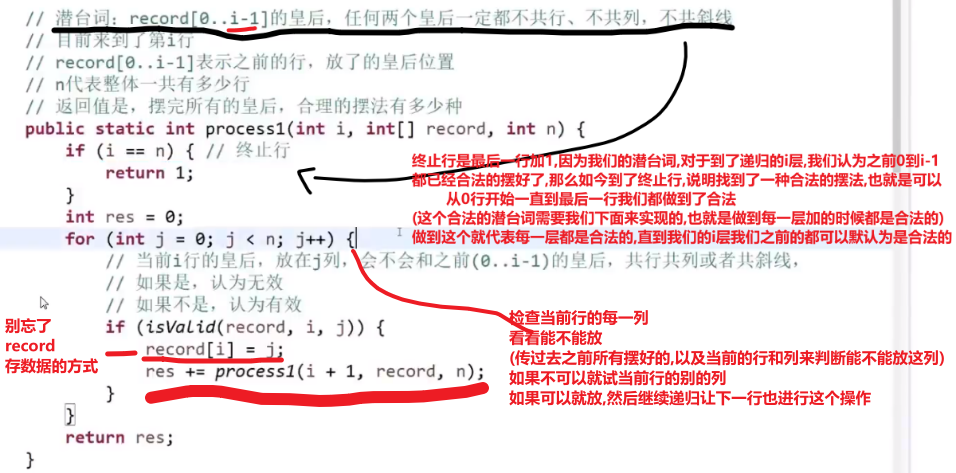 // 潜台词：record[0..i-1]的皇后，任何两个皇后一定都不共行、不共列，不共斜线
// 目前来到了第i行
// record[0..i-1]表示之前的行，放了的皇后位置
// n代表整体一共有多少行
// 返回值是，摆完所有的皇后，合理的摆法有多少种
public static int process1(int i, int[] record, int n) {
if (i == n) { // 终止行
return 1;
}
终止行是最后一行加1,因为我们的潜台词,对于到了递归的i层,我们认为之前0到i-1
都已经合法的摆好了,那么如今到了终止行,说明找到了一种合法的摆法,也就是可以
从0行开始一直到最后一行我们都做到了合法
(这个合法的潜台词需要我们下面来实现的,也就是做到每一层加的时候都是合法的)
做到这个就代表每一层都是合法的,直到我们的i层我们之前的都可以默认为是合法的
int res = 0;
for (int j = 0; j < n; j++) {
// 当前i行的皇后，放在j列，会不会和之前(0..i-1)的皇后，共行共列或者共斜线，
// 如果是，认为无效
// 如果不是，认为有效
if (isValid(record, i, j)) {
record[i] = j;
res += process1(i + 1, record, n);
}
}
return res;
}
别忘了
record
存数据的方式
检查当前行的每一列
看看能不能放
(传过去之前所有摆好的,以及当前的行和列来判断能不能放这列)
如果不可以就试当前行的别的列
如果可以就放,然后继续递归让下一行也进行这个操作